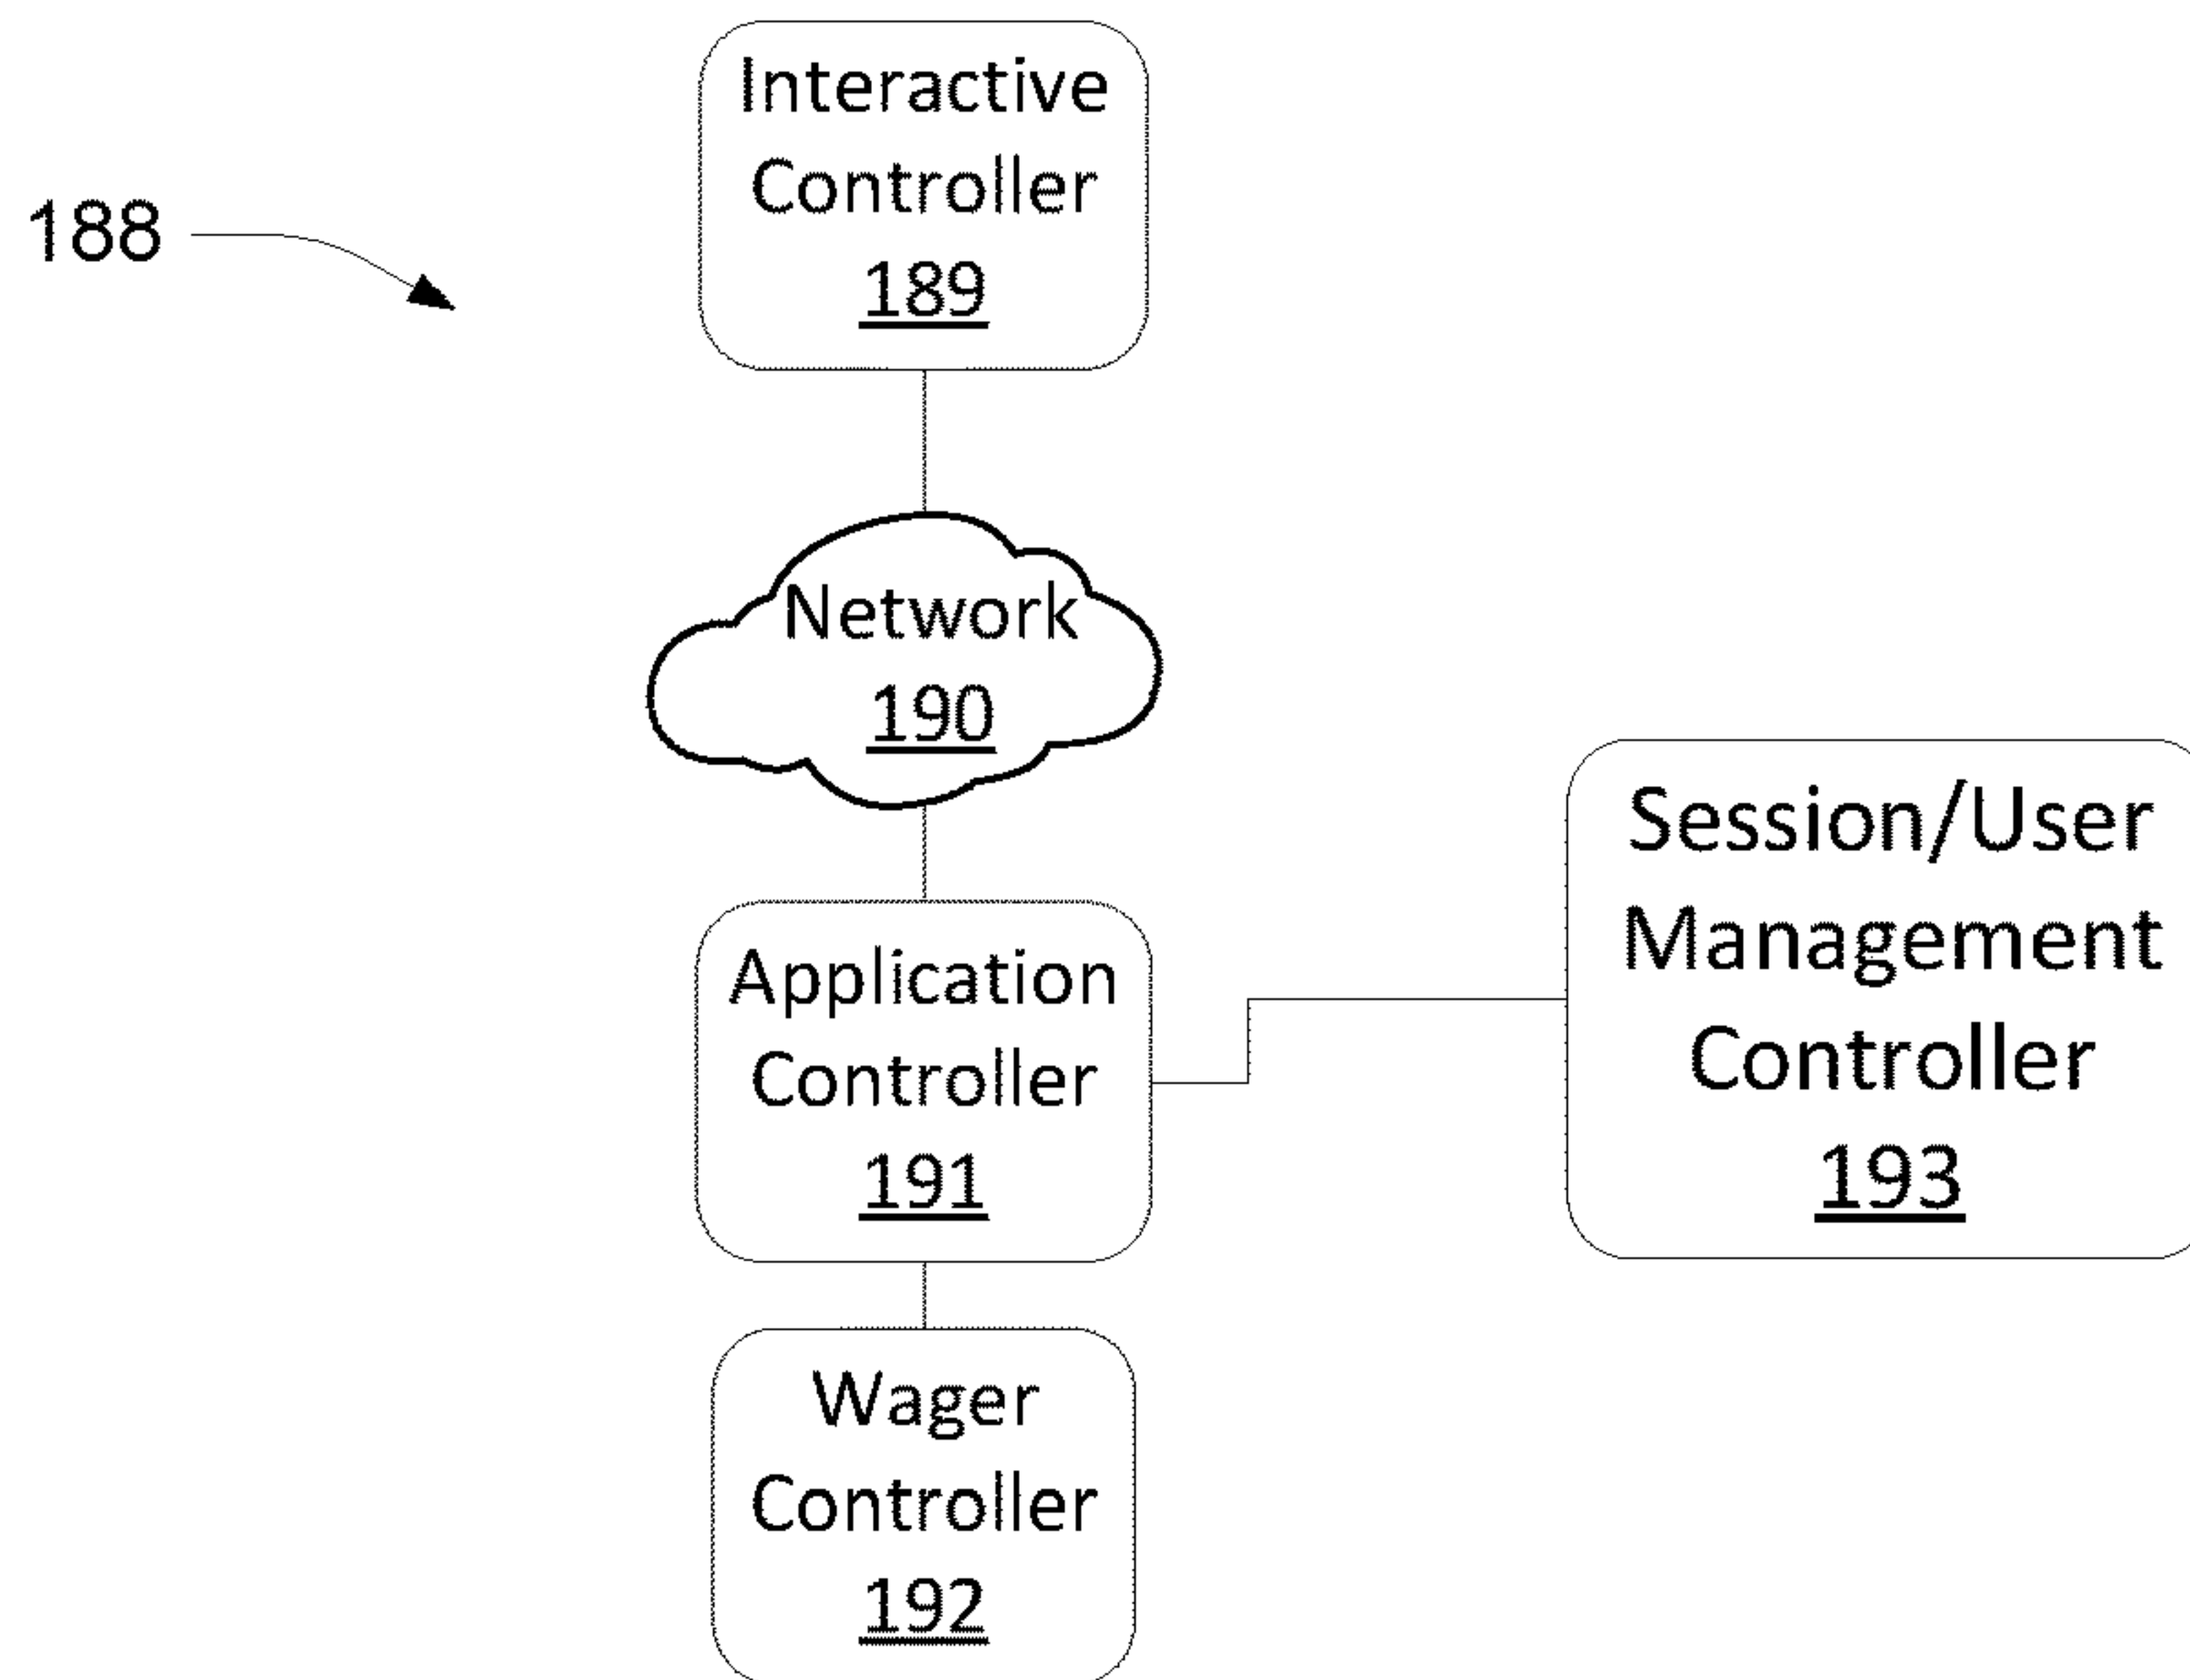 Interactive
Controller
189
188
Network
190
Application
Controller
191
Session/User
Management
Controller
193
Wager
Controller
192